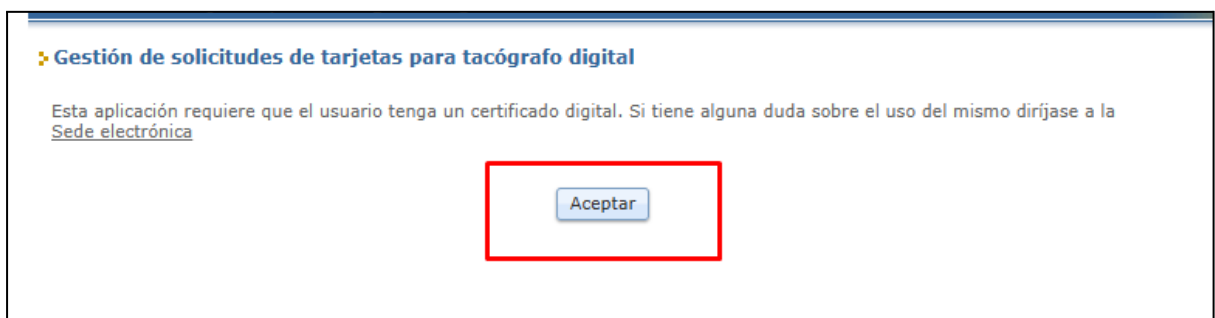 Gestión de solicitudes de tarjetas para tacógrafo digital
Esta aplicación requiere que el usuario tenga un certificado digital. Si tiene alguna duda sobre el uso del mismo diríjase a la
Sede electrónica
Aceptar